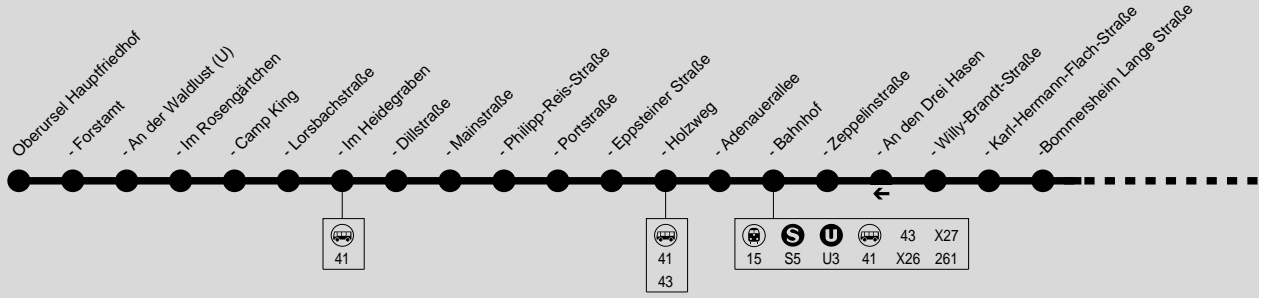 Oberursel Hauptfriedhof
- Forstamt
- An der Waldlust (U)
- Im Rosengärtchen
- Camp King
- Lorsbachstraße
- Im Heidegraben
- Dillstraße
- Mainstraße
- Philipp-Reis-Straße
- Portstraße
- Eppsteiner Straße
- Holzweg
- Adenauerallee
- Bahnhof
- Zeppelinstraße
- An den Drei Hasen
- Willy-Brandt-Straße
- Karl-Hermann-Flach-Straße
-Bommersheim Lange Straße
41
41
43
S U 43 X27
15 S5 U3 41 X26 261